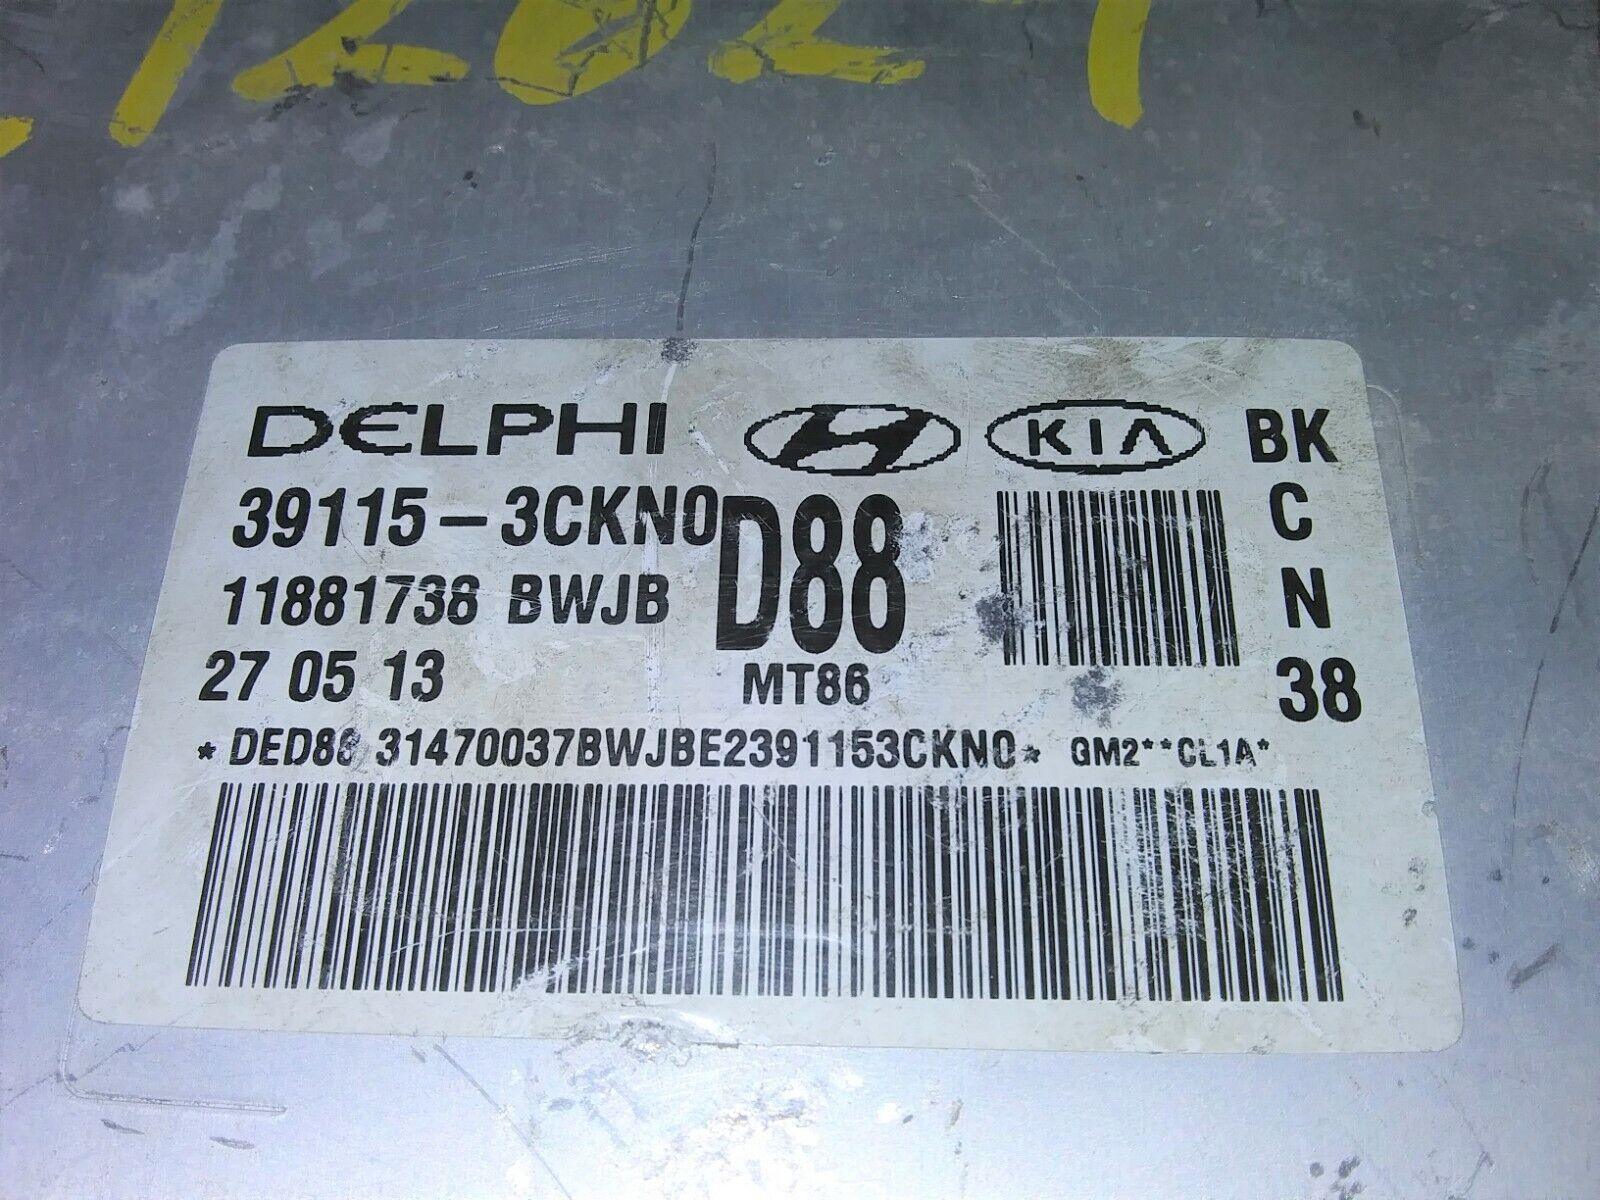 DELPHI KIA BK
39115-3CKN0 D88 C
11881738 BWJB N
27 05 13 MT86 38
*DED88 31470037BWJBE2391153CKN0* GM2**CL1A*